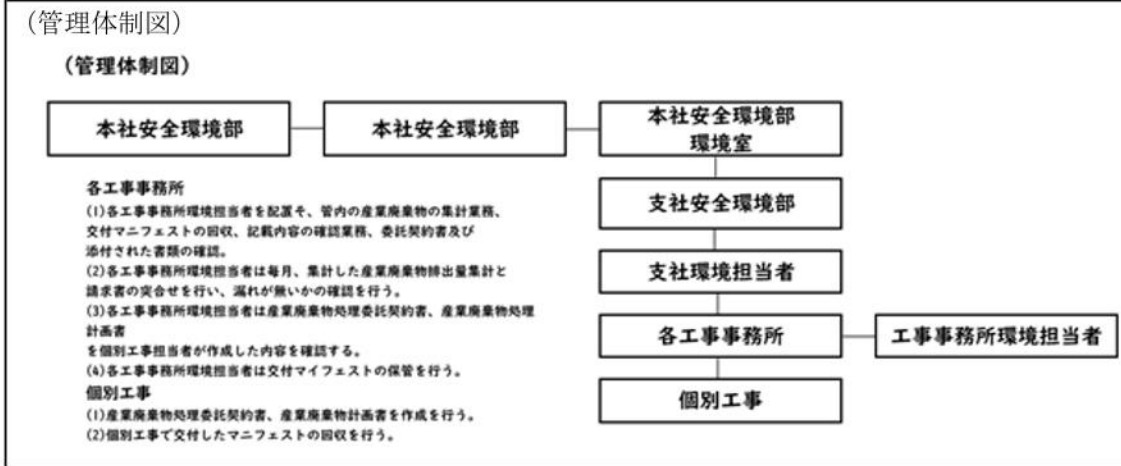 （管理体制図）
（管理体制図）
本社安全環境部
本社安全環境部
本社安全環境部
環境室
支社安全環境部
支社環境担当者
各工事事務所
工事事務所環境担当者
個別工事
各工事事務所
(1)各工事事務所環境担当者を配置そ、管内の産業廃棄物の集計業務、
交付マニフェストの回収、記載内容の確認業務、委託契約書及び
添付された書類の確認。
(2)各工事事務所環境担当者は毎月、集計した産業廃棄物排出量集計と
請求書の突合せを行い、漏れが無いかの確認を行う。
(3)各工事事務所環境担当者は産業廃棄物処理委託契約書、産業廃棄物処理
計画書
を個別工事担当者が作成した内容を確認する。
(4)各工事事務所環境担当者は交付マイフェストの保管を行う。
個別工事
(1)産業廃棄物処理委託契約書、産業廃棄物計画書を作成を行う。
(2)個別工事で交付したマニフェストの回収を行う。